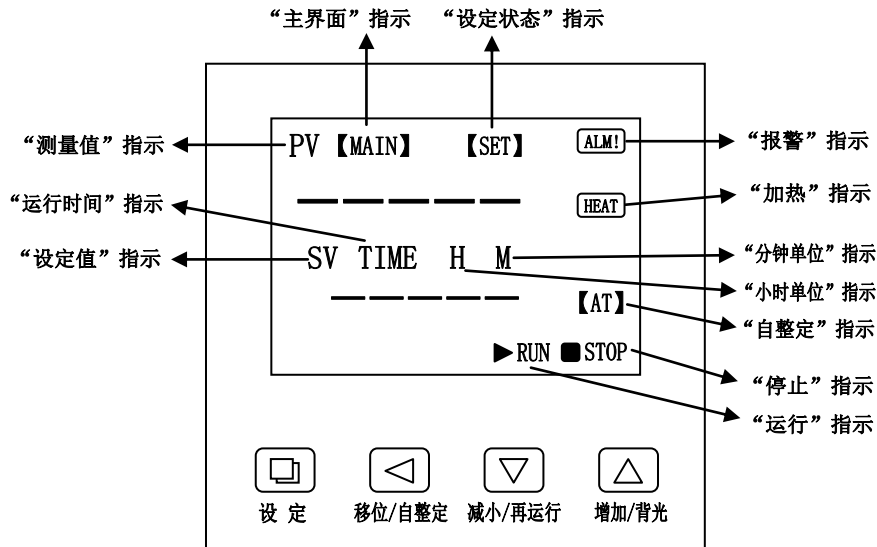 “主界面”指示 “设定状态”指示
“测量值”指示 PV 【MAIN】 【SET】 ALM! “报警”指示
“运行时间”指示 HEAT “加热”指示
“设定值”指示 SV TIME H M “分钟单位”指示
“小时单位”指示
【AT】 “自整定”指示
RUN STOP
“停止”指示
“运行”指示
设 定 移位/自整定 减小/再运行 增加/背光